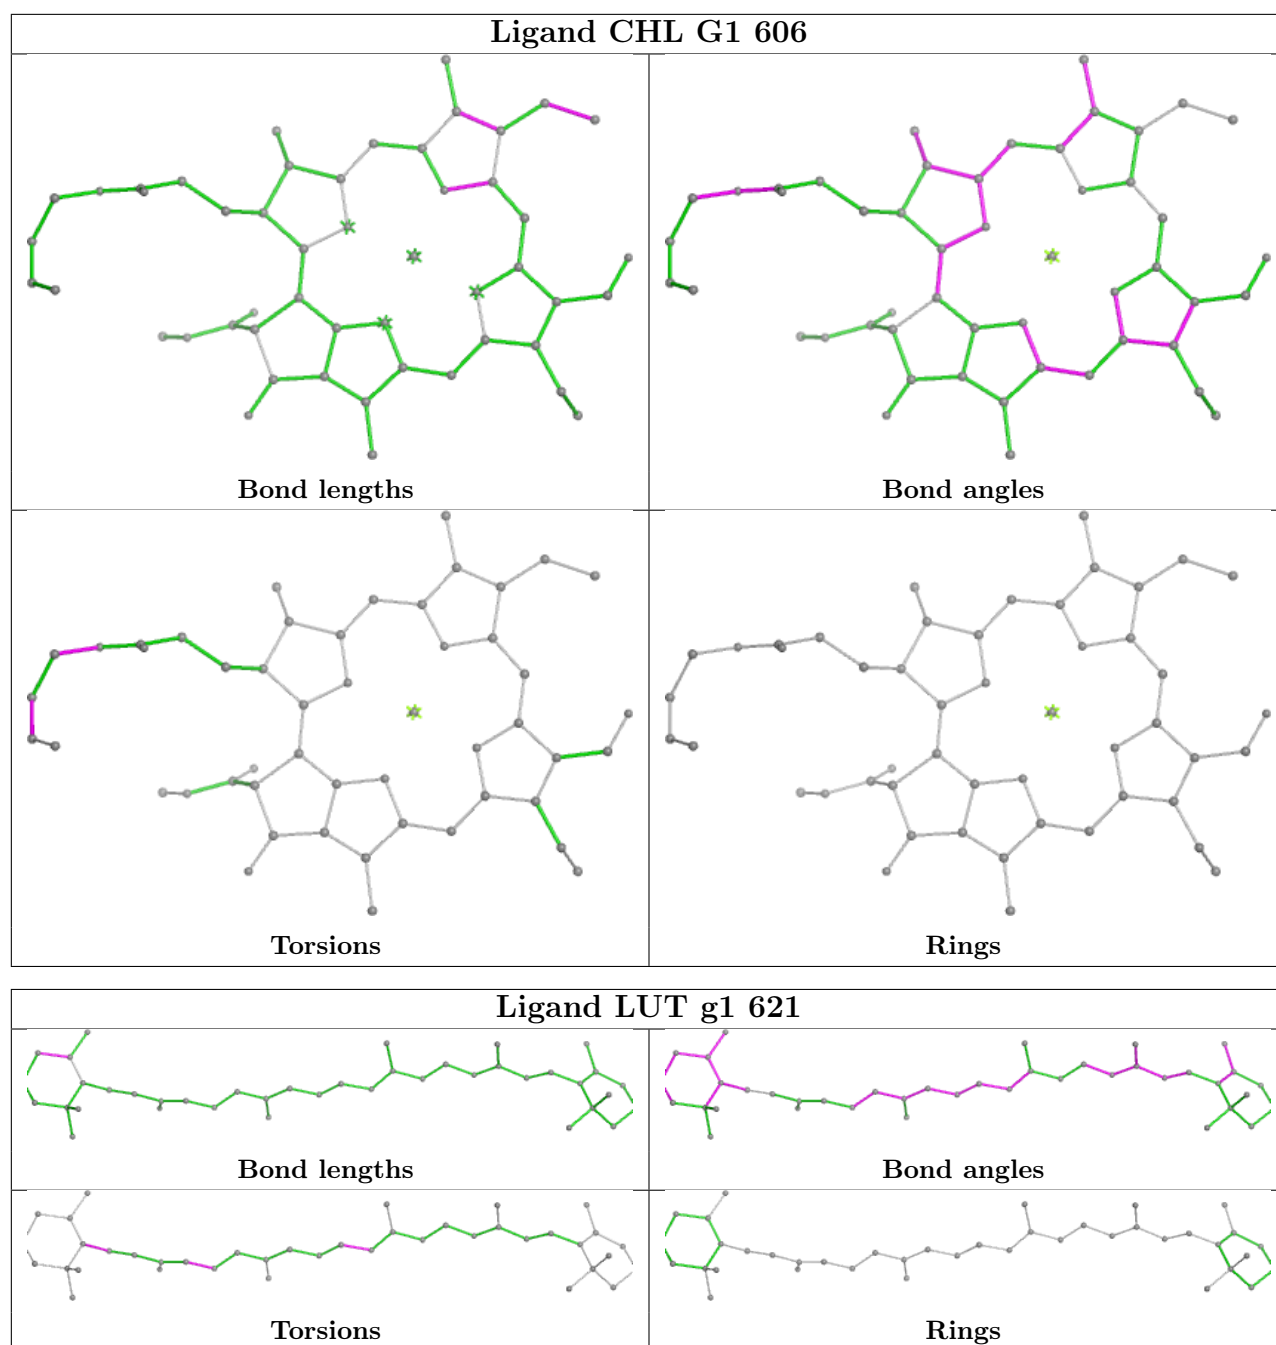 Ligand CHL G1 606
Bond lengths
Bond angles
Torsions
Rings
Ligand LUT g1 621
Bond lengths
Bond angles
Torsions
Rings